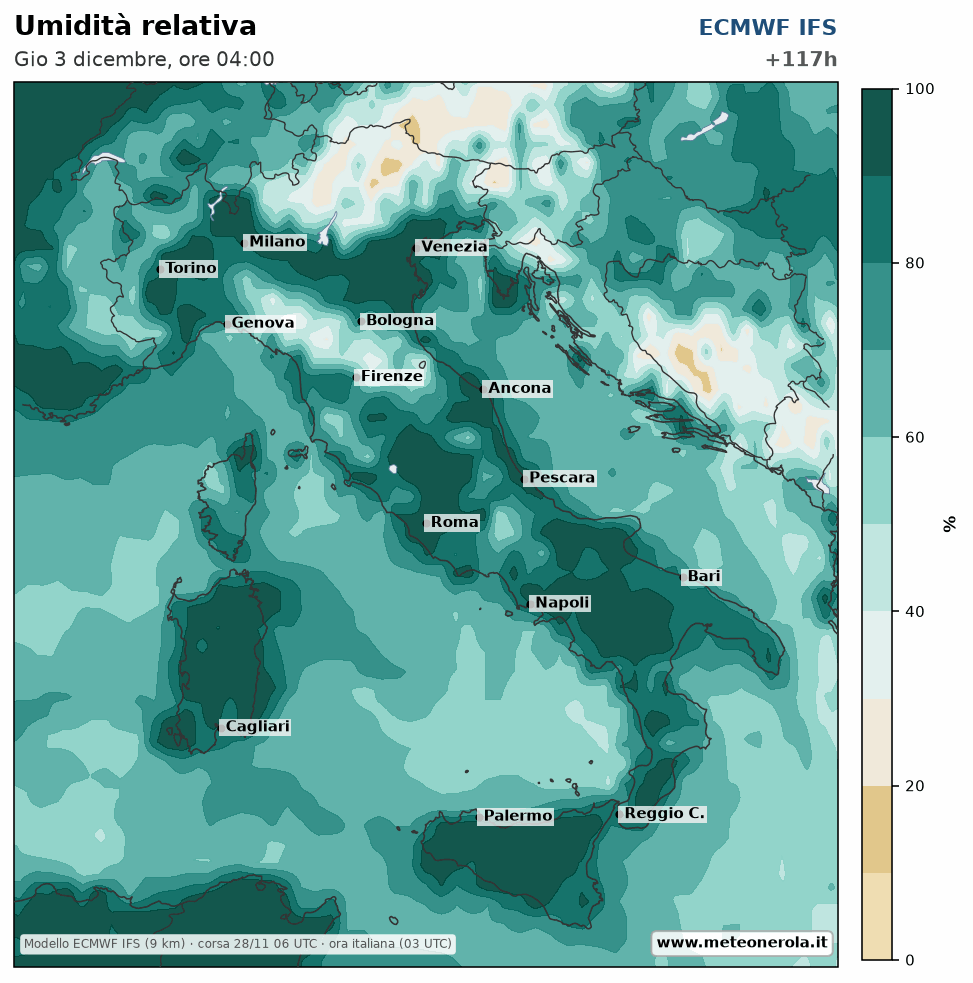 Umidità relativa
ECMWF IFS
Gio 3 dicembre, ore 04:00
+117h
100
80
60
40
20
0
%
Milano
Venezia
Torino
Genova
Bologna
Firenze
Ancona
Pescara
Roma
Bari
Napoli
Cagliari
Palermo
Reggio C.
Modello ECMWF IFS (9 km) · corsa 28/11 06 UTC · ora italiana (03 UTC)
www.meteonerola.it